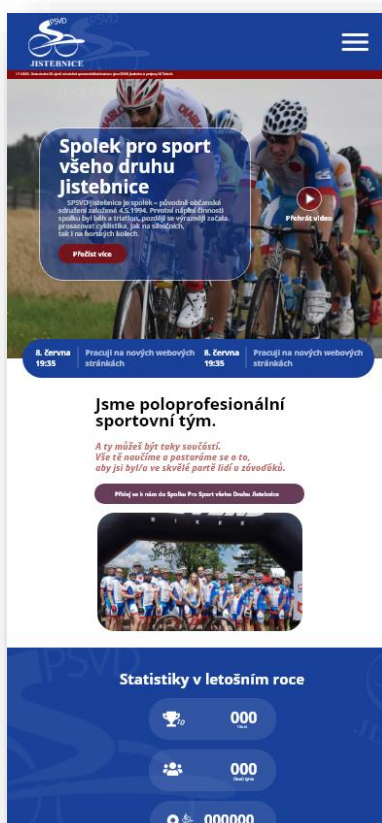 PSVD
JISTEBNICE
Spolek pro sport
všeho druhu
Jistebnice
SPSVD Jistebnice je spolek – původně občanské
sdružení založené 4.5.1994. Prvotní náplní činnosti
spolku byl běh a triatlon, později se výrazněji začala
prosazovat cyklistika, jak na silničních,
tak i na horských kolech.
Přečíst více
Přehrát video
DIABLO
8. června
19:35
Pracuji na nových webových
stránkách
8. června
19:35
Pracuji na nových webových
stránkách
Jsme poloprofesionální
sportovní tým.
A ty můžeš být taky součástí.
Vše tě naučíme a postaráme se o to,
aby jsi byl/a ve skvělé partě lidí a závoďáků.
Přidej se k nám do Spolku Pro Sport všeho Druhu Jistebnice
BIKES
PSVD
Statistiky v letošním roce
000
000
000000